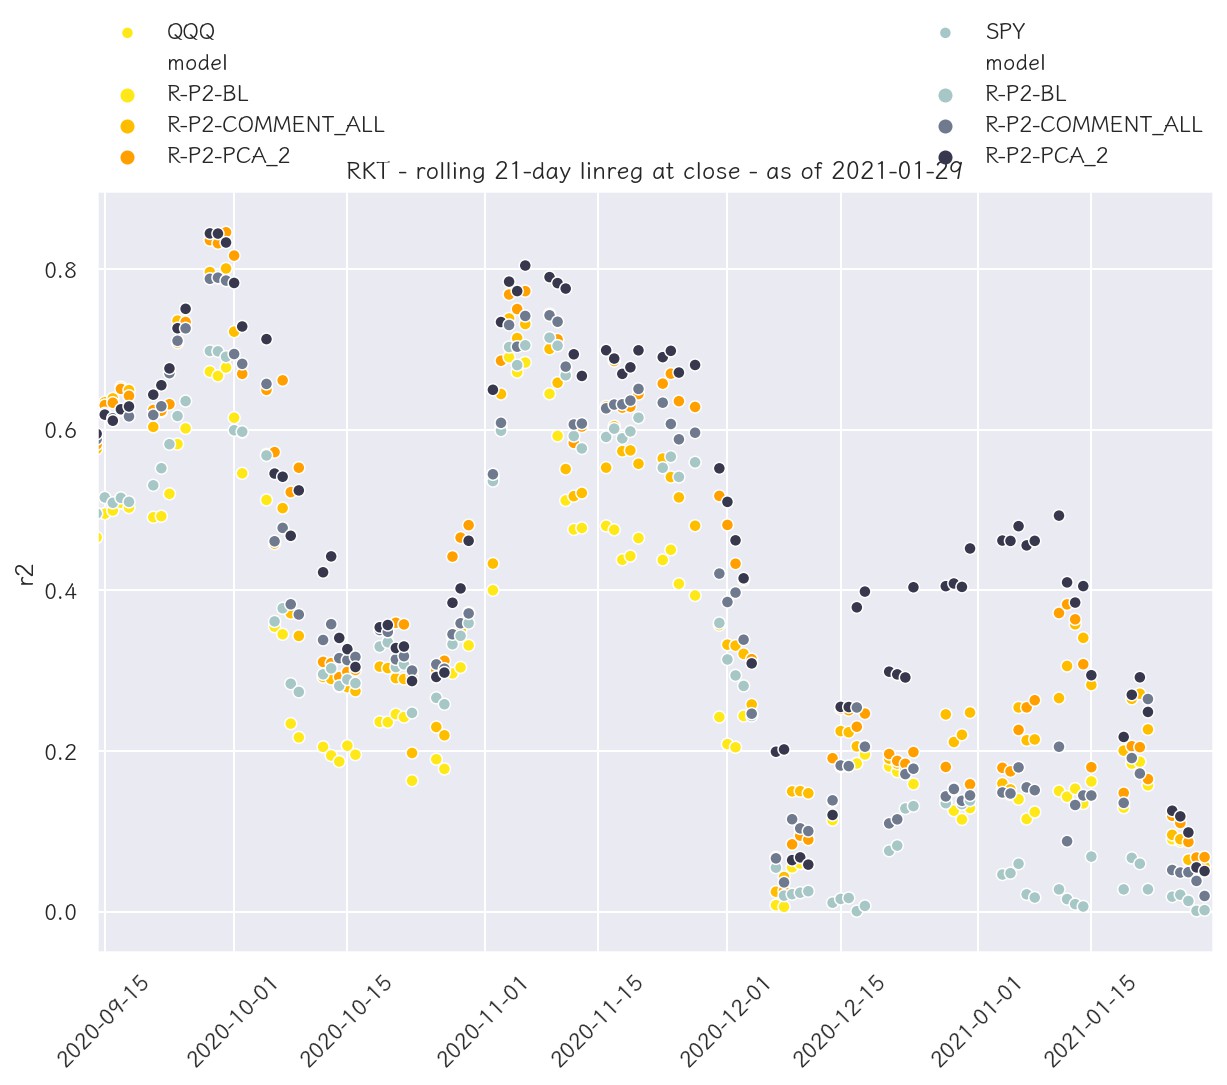 QQQ
model
R-P2-BL
R-P2-COMMENT_ALL
R-P2-PCA_2
SPY
model
R-P2-BL
R-P2-COMMENT_ALL
R-P2-PCA_2
RKT - rolling 21-day linreg at close - as of 2021-01-29
r2
0.8
0.6
0.4
0.2
0.0
2020-09-15
2020-10-01
2020-10-15
2020-11-01
2020-11-15
2020-12-01
2020-12-15
2021-01-01
2021-01-15